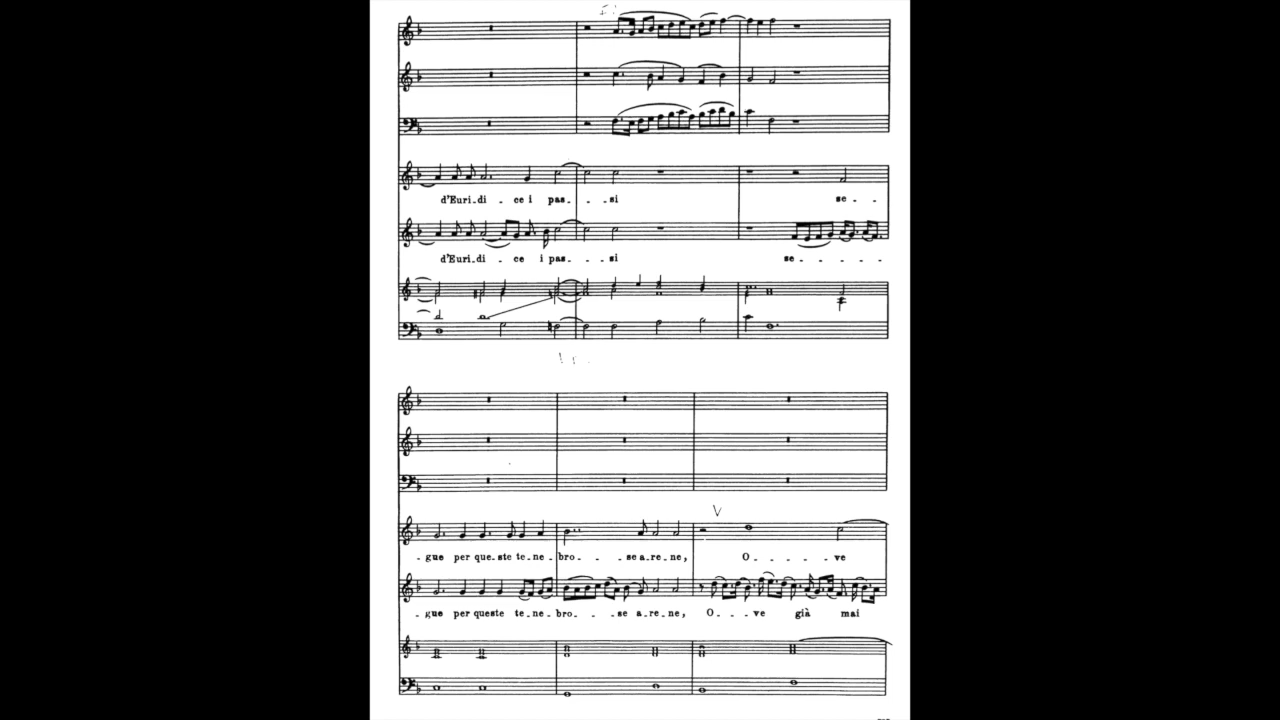 d'Euri-di - ce i pas - - - si se - -
d'Euri-di - ce i pas - - - si se - - - - -
- gue per que-ste te-ne-bro - - - se a-re-ne, O - - - - ve
- gue per queste te-ne-bro - - - se a-re-ne, O - - - ve già mai